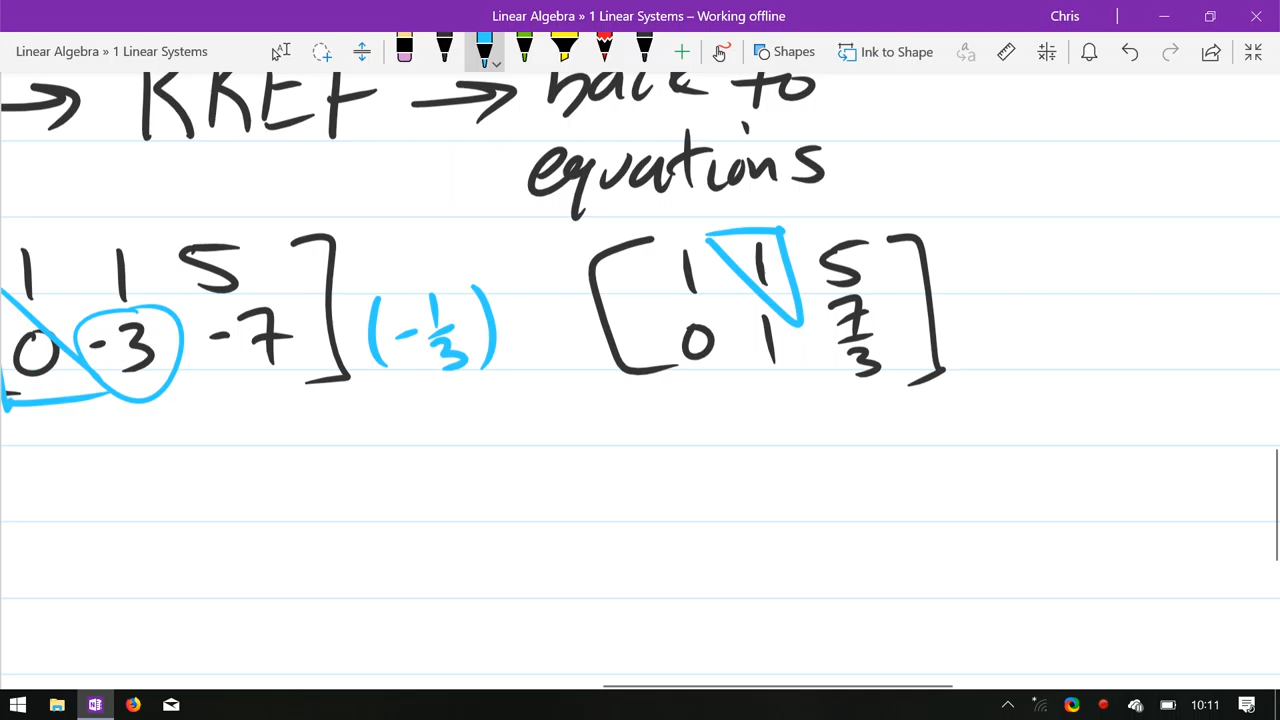 Linear Algebra » 1 Linear Systems – Working offline
Chris
Linear Algebra » 1 Linear Systems
Shapes
Ink to Shape
→ RREF → back to
equations
1 1 5 ] [ 1 1 5 ]
0 -3 -7 (-1/3) 0 1 7/3
10:11